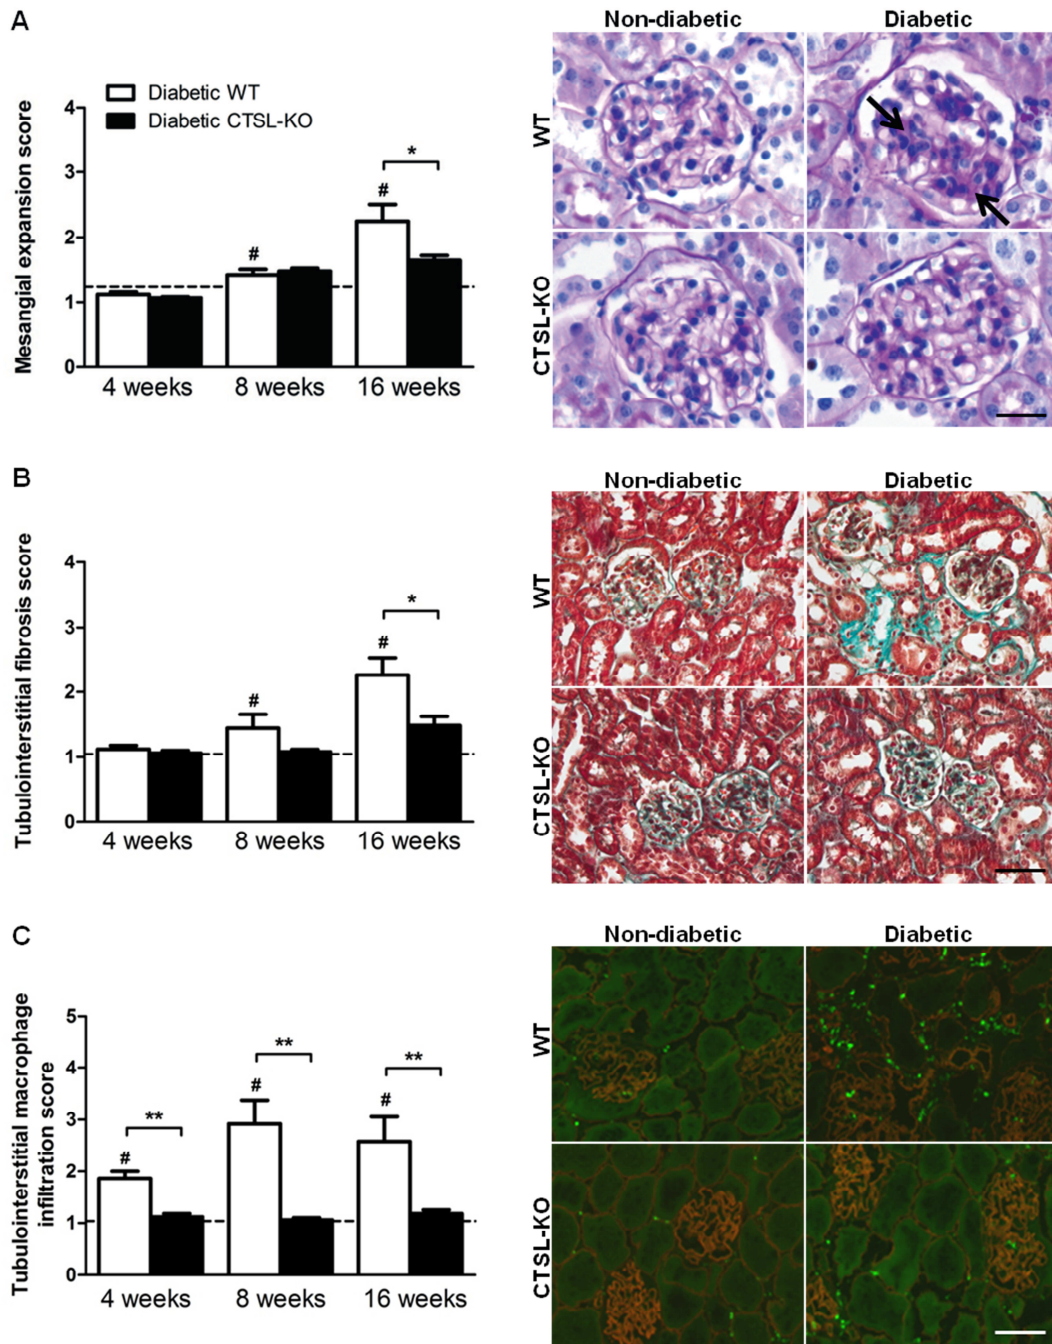 A
Non-diabetic
Diabetic
Diabetic WT
Diabetic CTSL-KO
Mesangial expansion score
4
3
2
1
0
#
#
*
4 weeks
8 weeks
16 weeks
WT
CTSL-KO
B
Non-diabetic
Diabetic
Tubulointerstitial fibrosis score
4
3
2
1
0
#
#
*
4 weeks
8 weeks
16 weeks
WT
CTSL-KO
C
Non-diabetic
Diabetic
Tubulointerstitial macrophage
infiltration score
5
4
3
2
1
0
#
**
#
**
#
**
4 weeks
8 weeks
16 weeks
WT
CTSL-KO